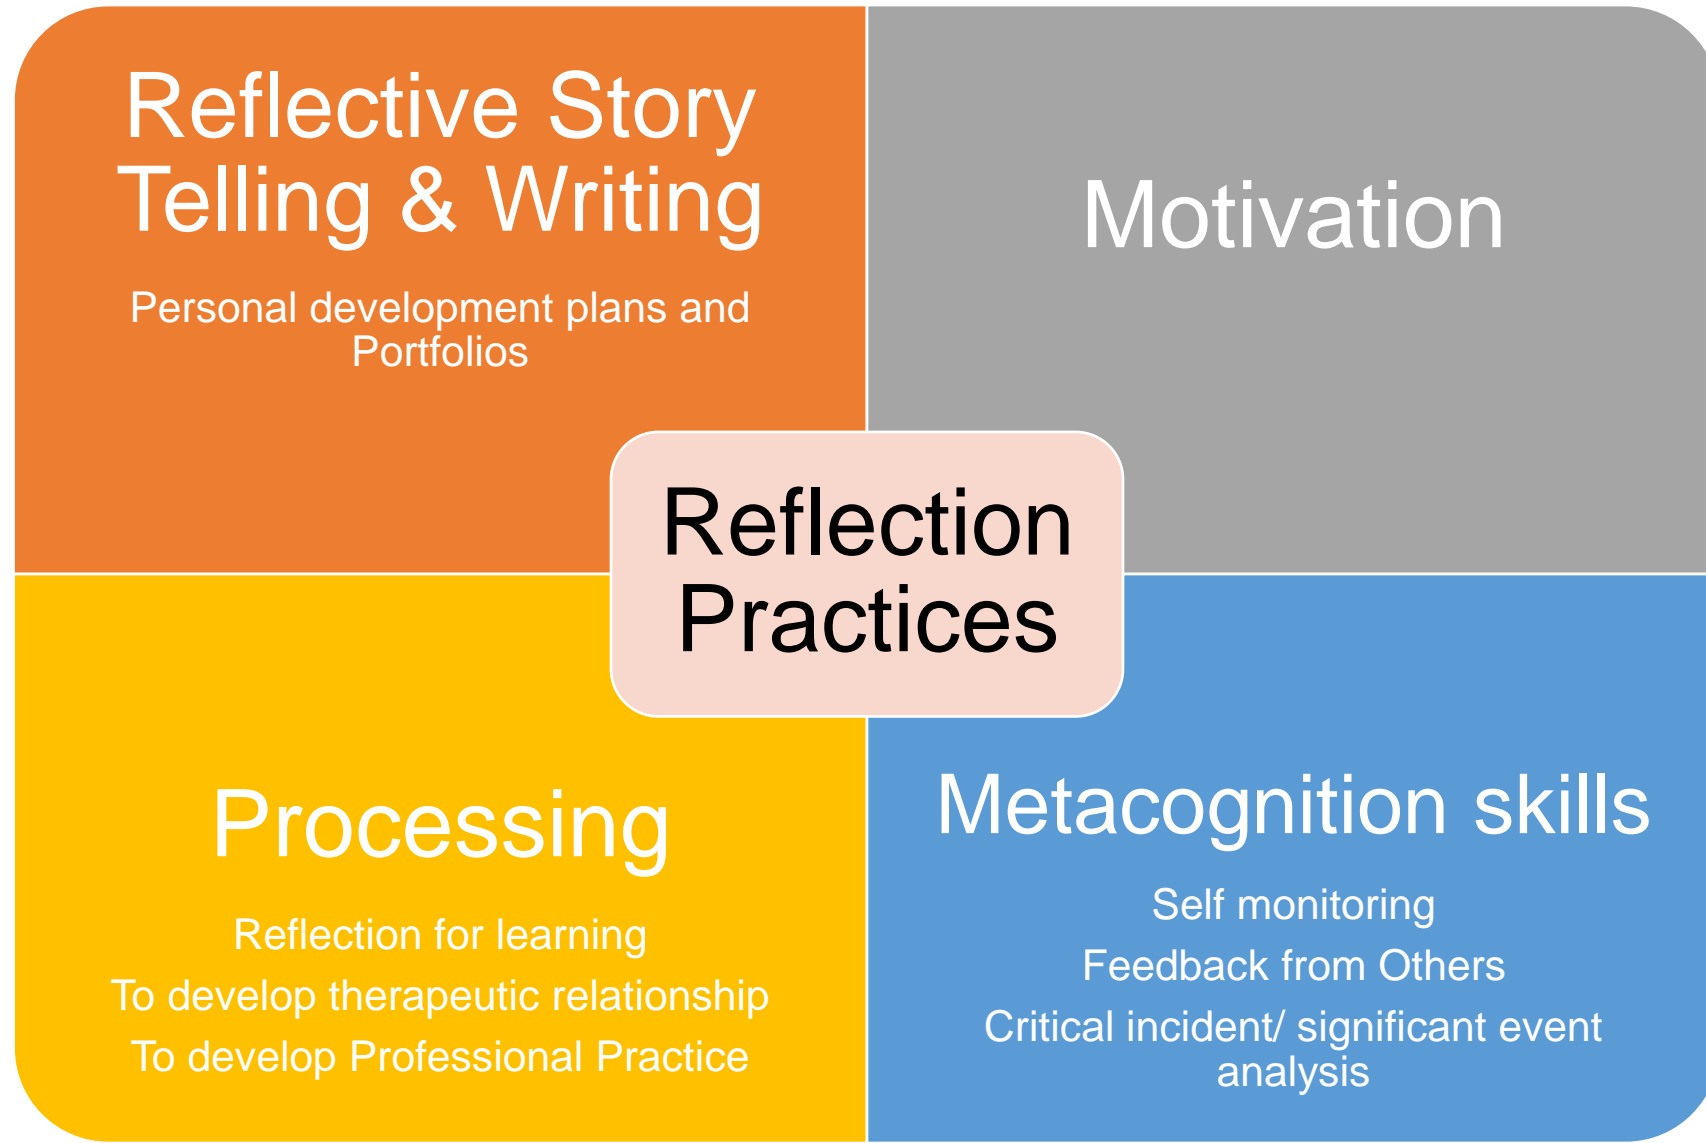 Reflective Story
Telling & Writing
Personal development plans and
Portfolios
Motivation
Reflection
Practices
Processing
Reflection for learning
To develop therapeutic relationship
To develop Professional Practice
Metacognition skills
Self monitoring
Feedback from Others
Critical incident/ significant event
analysis